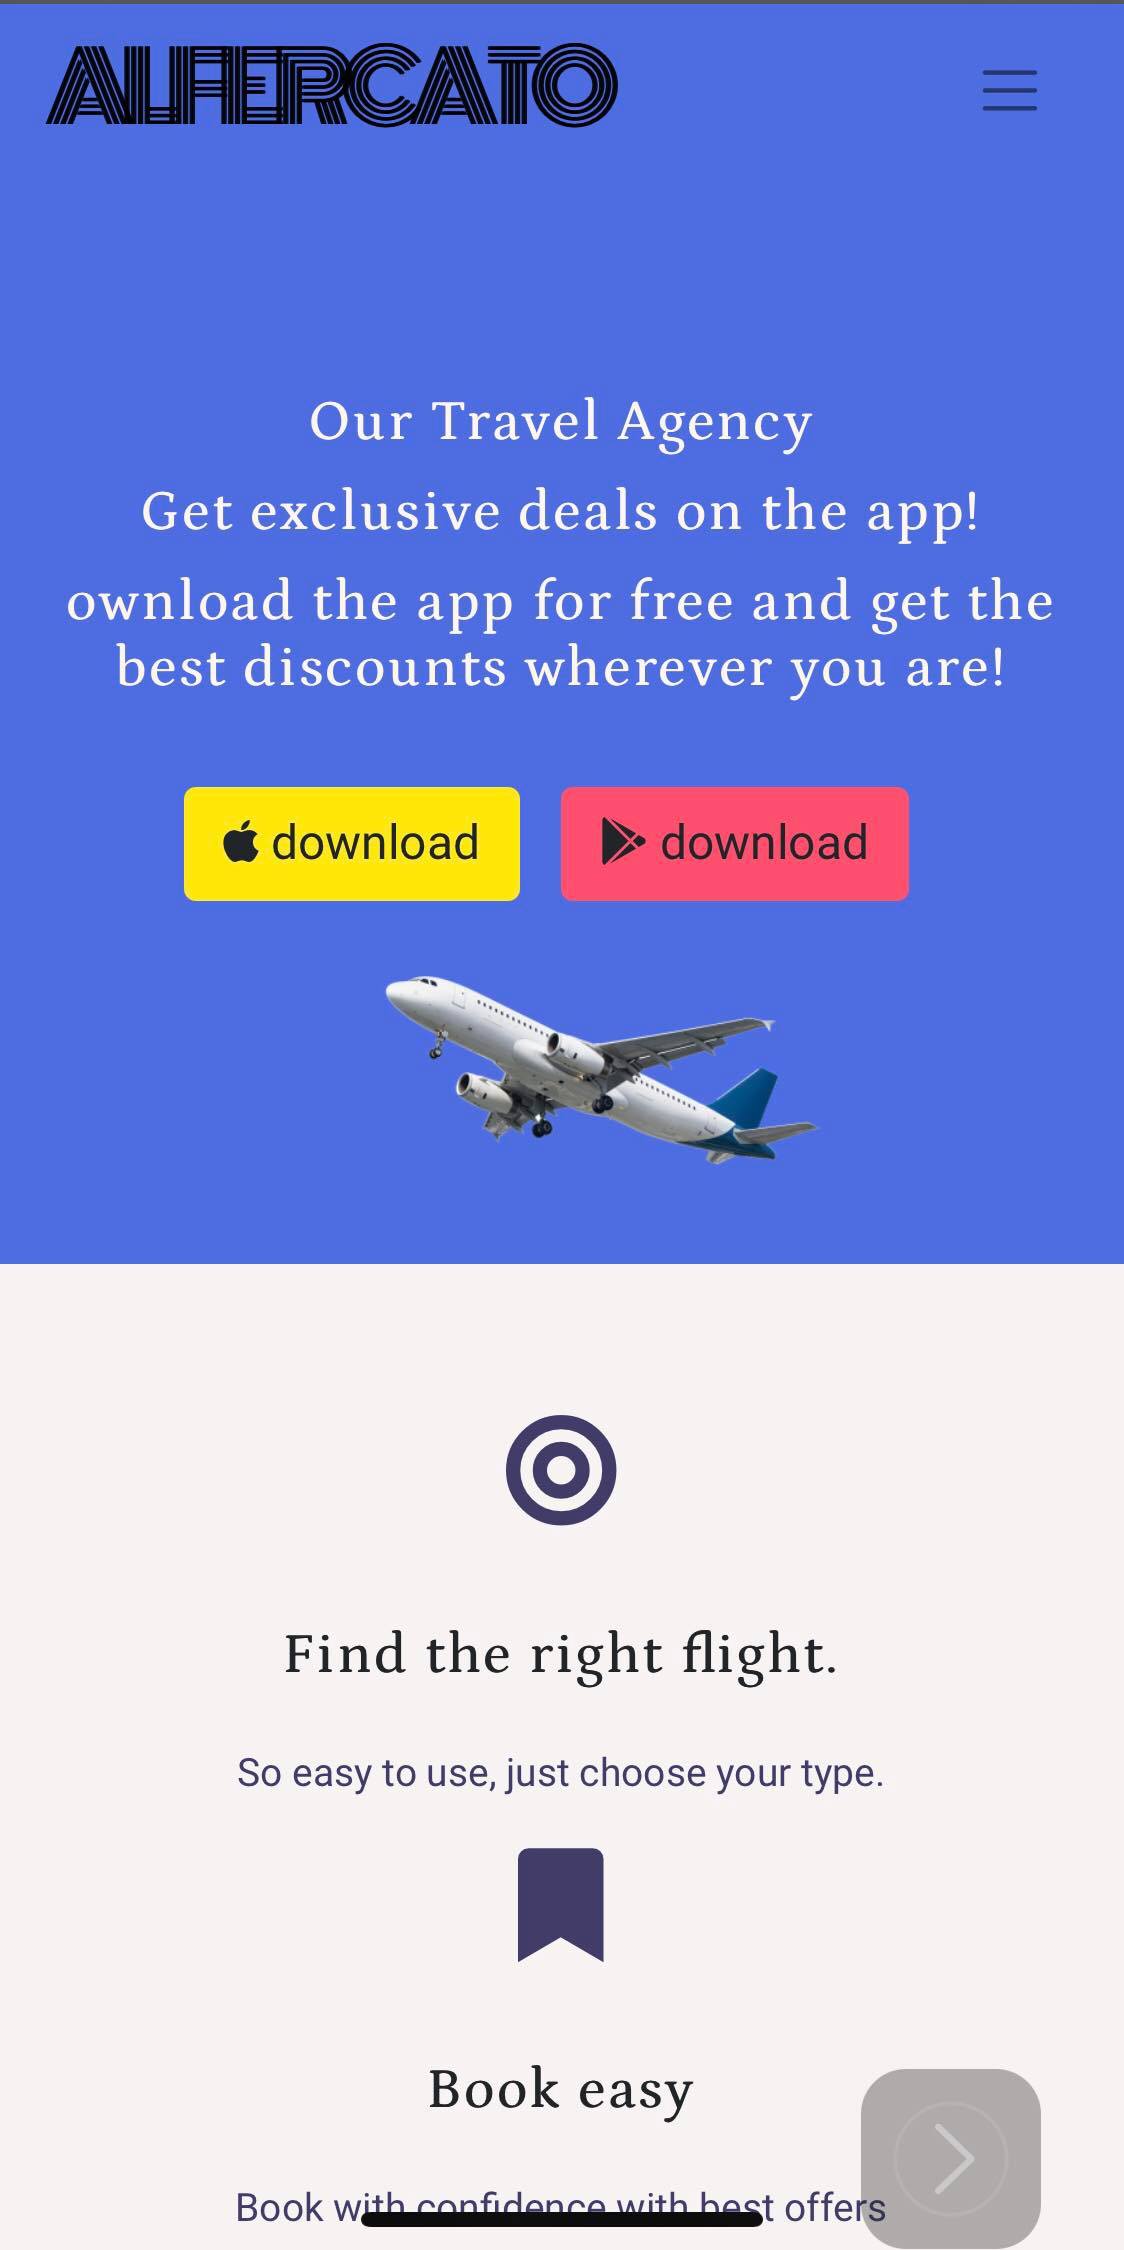 ALFERCATO
Our Travel Agency
Get exclusive deals on the app!
ownload the app for free and get the
best discounts wherever you are!
download
download
Find the right flight.
So easy to use, just choose your type.
Book easy
Book with confidence with best offers